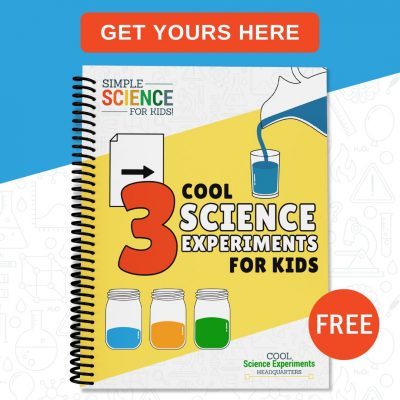 GET YOURS HERE
SIMPLE
SCIENCE
FOR KIDS!
3
COOL
SCIENCE
EXPERIMENTS
FOR KIDS
FREE
COOL
Science Experiments
HEADQUARTERS